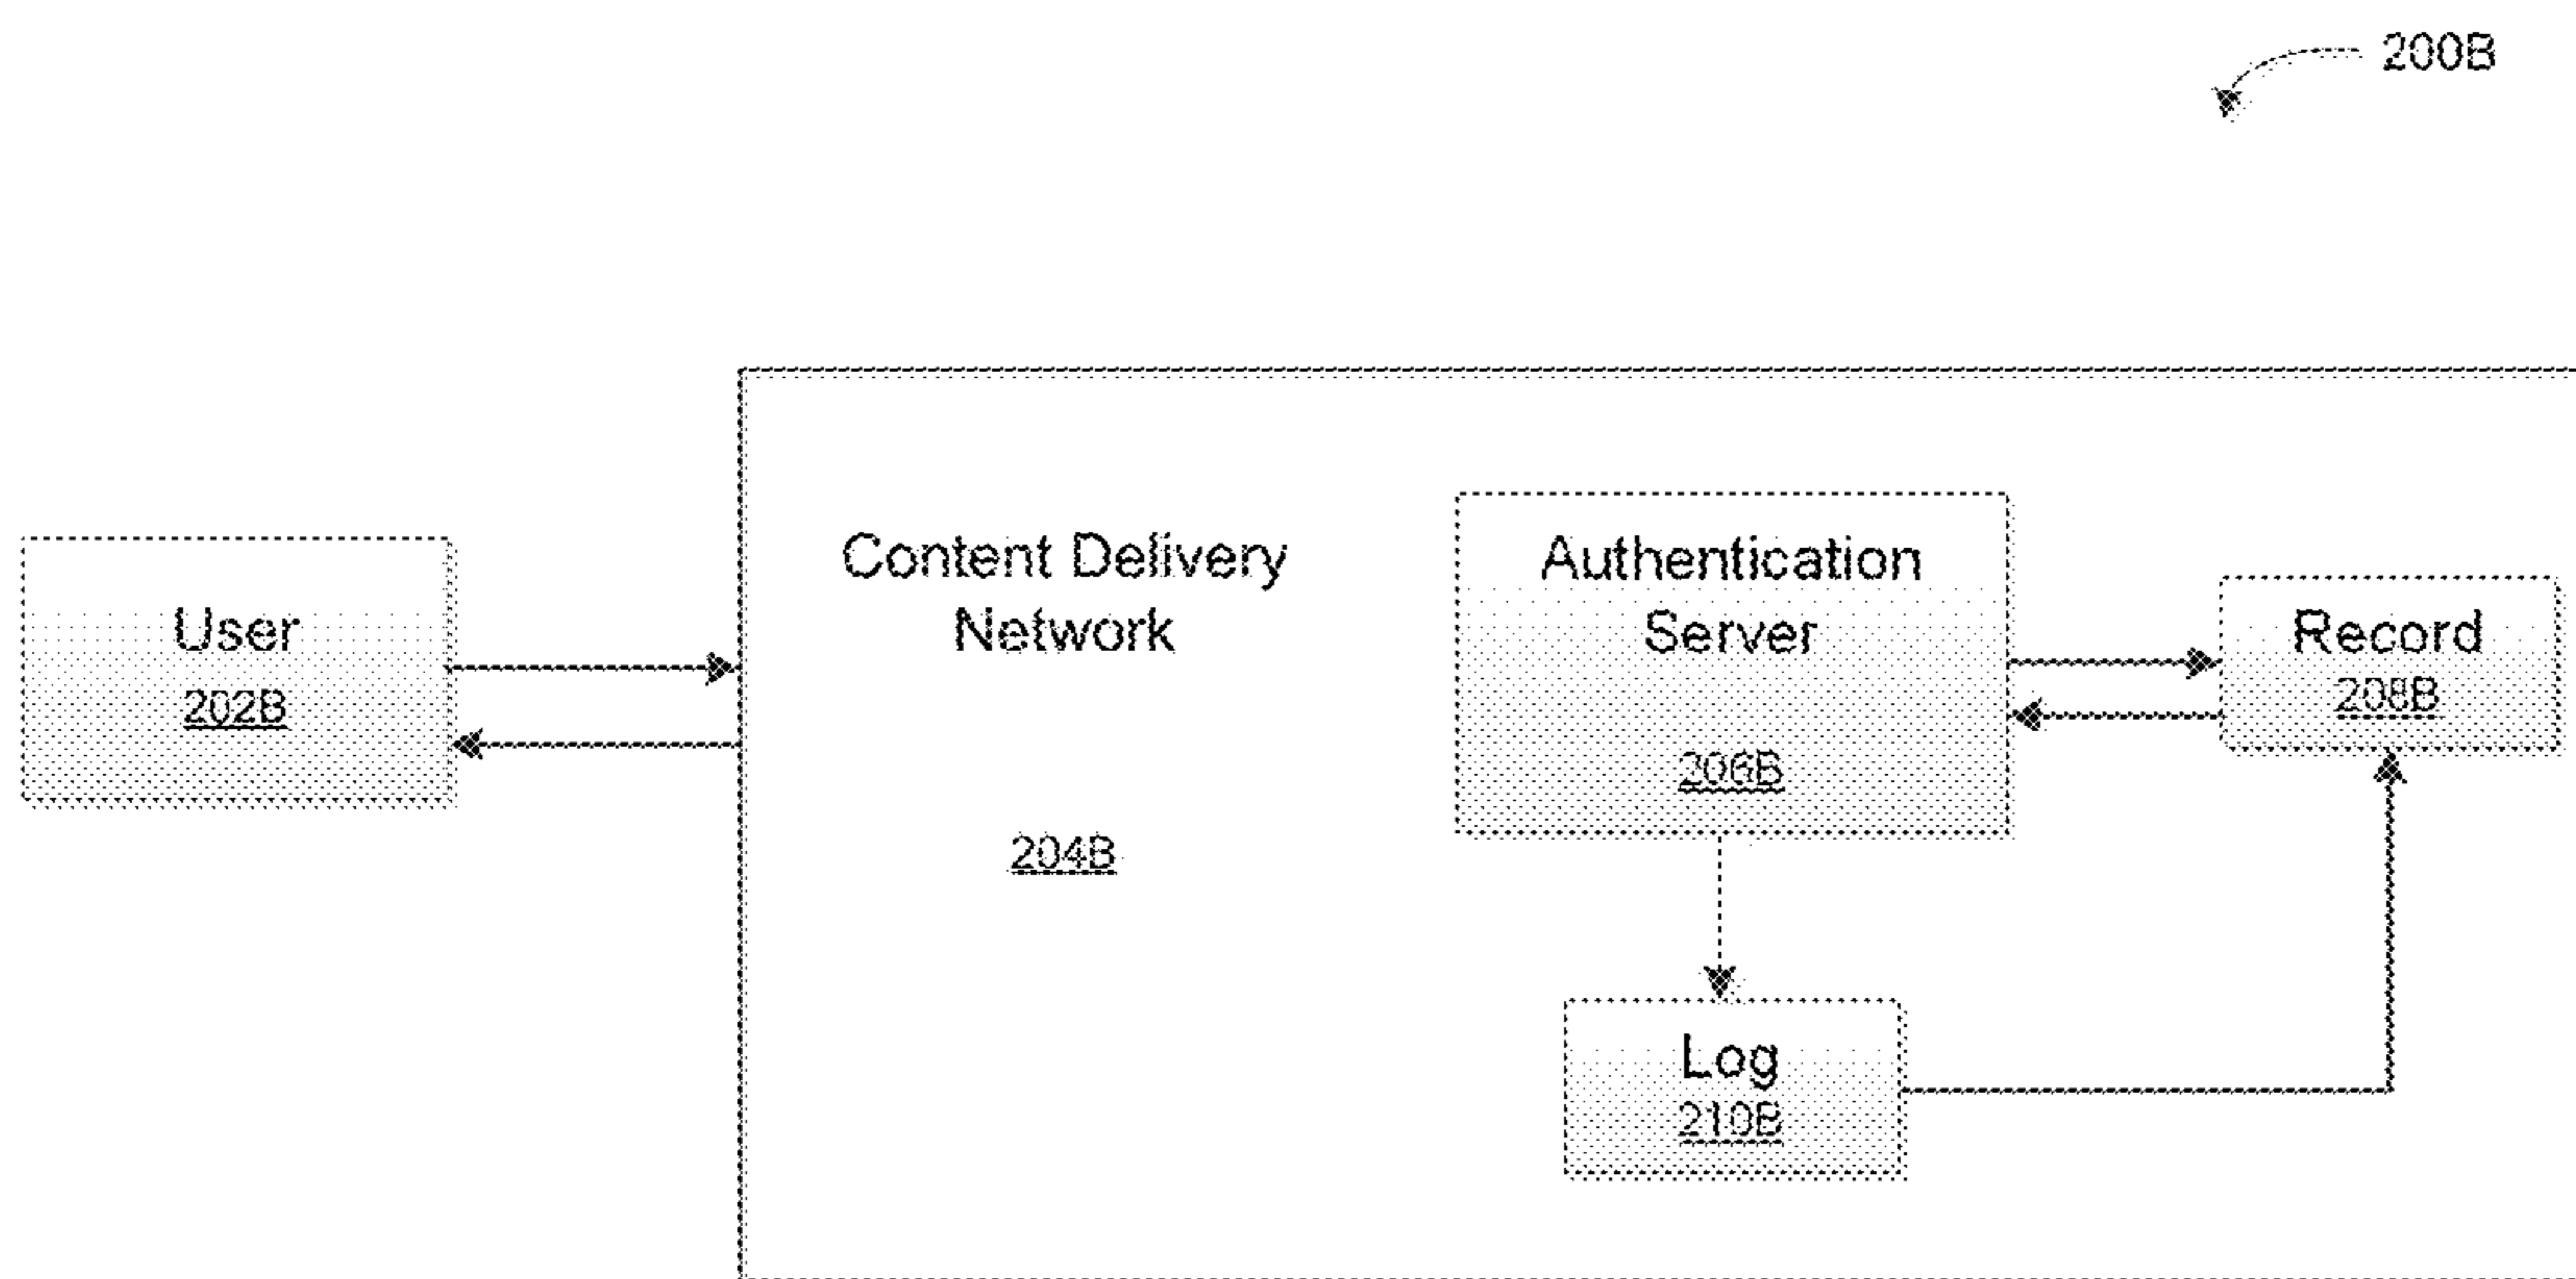 200B
Content Delivery
Network
204B
User
202B
Authentication
Server
206B
Record
208B
Log
210B